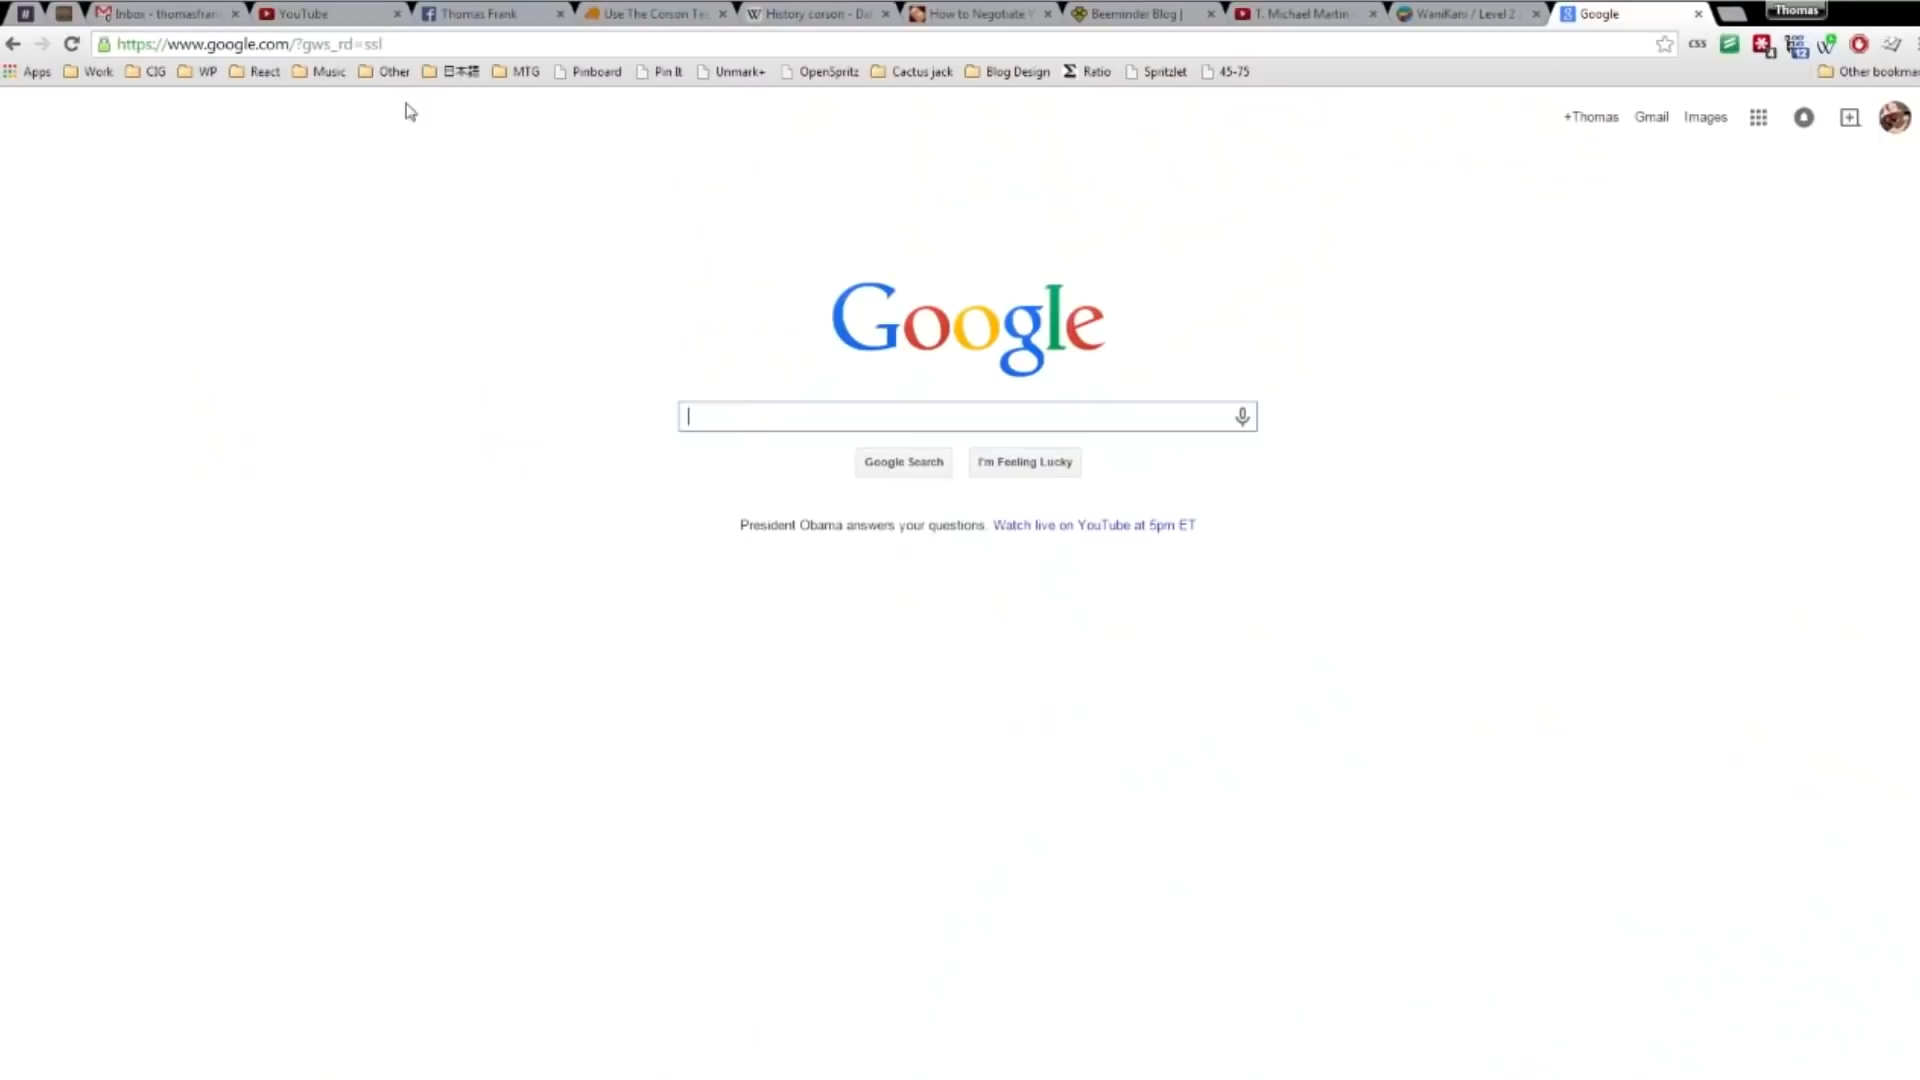 Inbox - thomasfran YouTube Thomas Frank Use The Corson Te History corson - Dal How to Negotiate Y Beeminder Blog | T. Michael Martin WaniKani / Level 2 Google Thomas
https://www.google.com/?gws_rd=ssl css
Apps Work CIG WP React Music Other 日本語 MTG Pinboard Pin It Unmark+ OpenSpritz Cactus jack Blog Design Ratio Spritzlet 45-75 Other bookmar
+Thomas Gmail Images
Google
Google Search I'm Feeling Lucky
President Obama answers your questions. Watch live on YouTube at 5pm ET